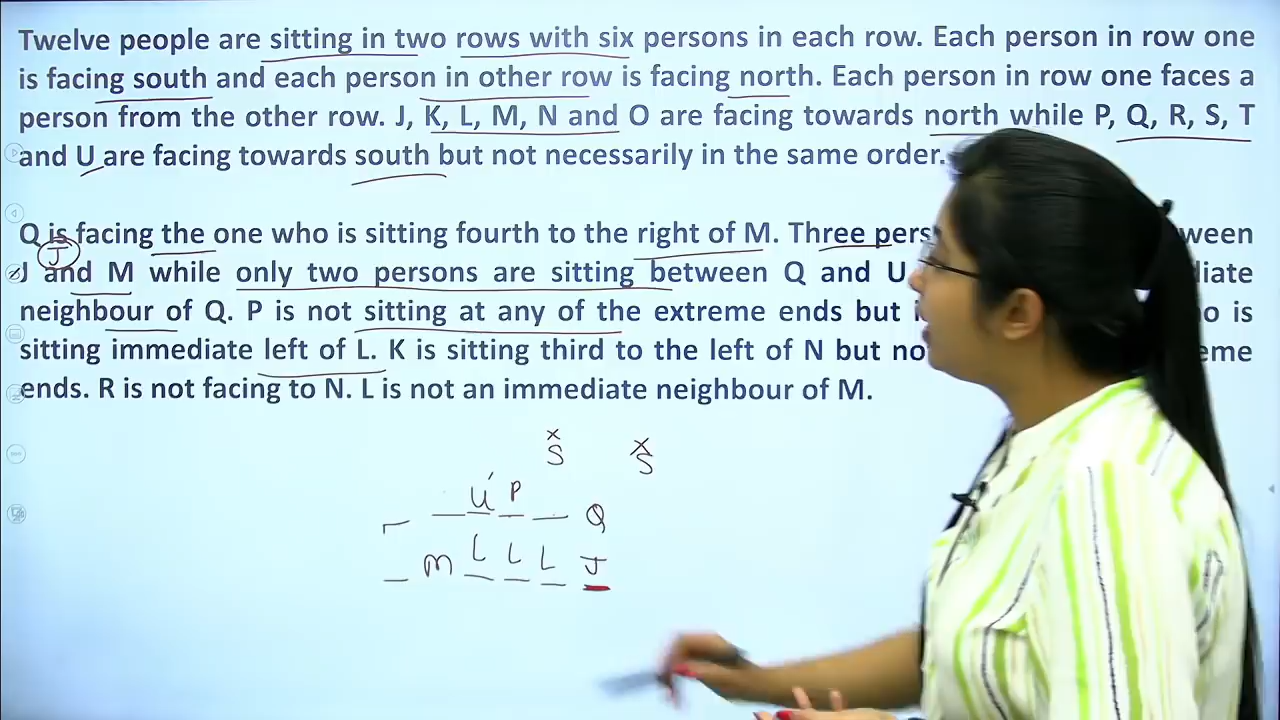 Twelve people are sitting in two rows with six persons in each row. Each person in row one
is facing south and each person in other row is facing north. Each person in row one faces a
person from the other row. J, K, L, M, N and O are facing towards north while P, Q, R, S, T
and U are facing towards south but not necessarily in the same order.
Q is facing the one who is sitting fourth to the right of M. Three
J
J and M while only two persons are sitting between Q and U
neighbour of Q. P is not sitting at any of the extreme ends but is
sitting immediate left of L. K is sitting third to the left of N but
ends. R is not facing to N. L is not an immediate neighbour of M.
x x
S S
U P
Q
M L L L J